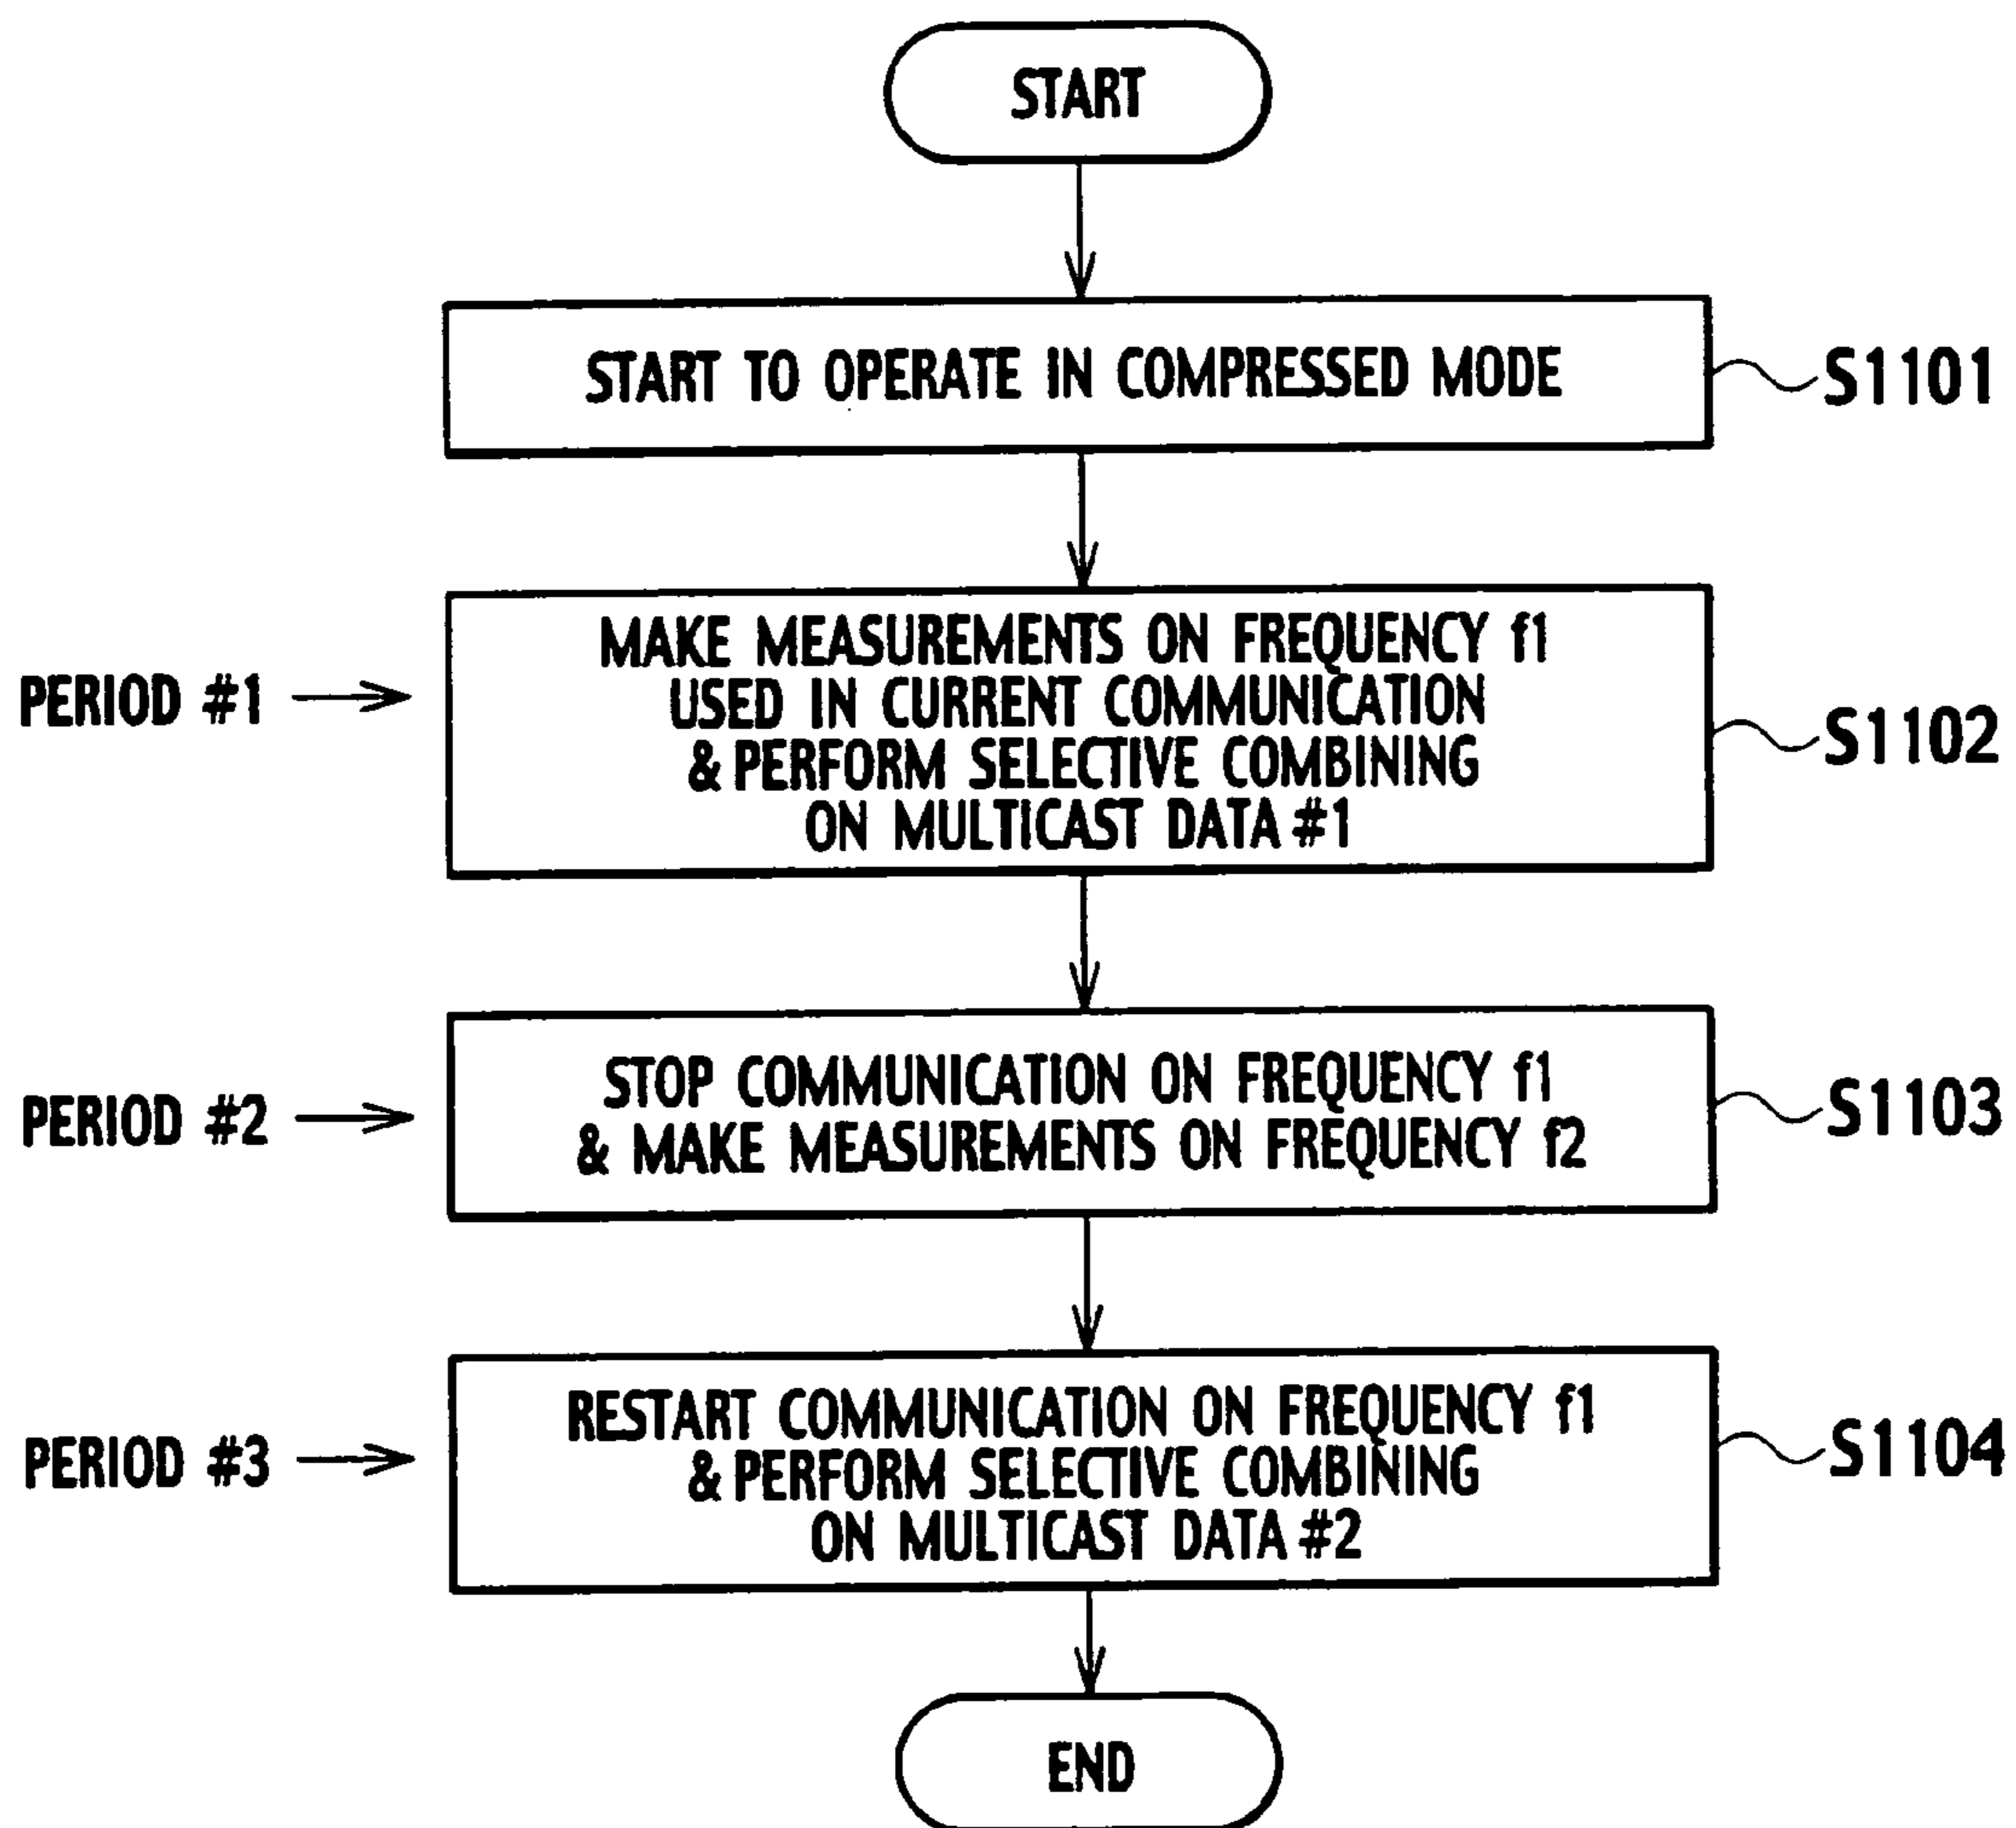 START
START TO OPERATE IN COMPRESSED MODE
S1101
PERIOD #1
MAKE MEASUREMENTS ON FREQUENCY f1
USED IN CURRENT COMMUNICATION
& PERFORM SELECTIVE COMBINING
ON MULTICAST DATA #1
S1102
PERIOD #2
STOP COMMUNICATION ON FREQUENCY f1
& MAKE MEASUREMENTS ON FREQUENCY f2
S1103
PERIOD #3
RESTART COMMUNICATION ON FREQUENCY f1
& PERFORM SELECTIVE COMBINING
ON MULTICAST DATA #2
S1104
END